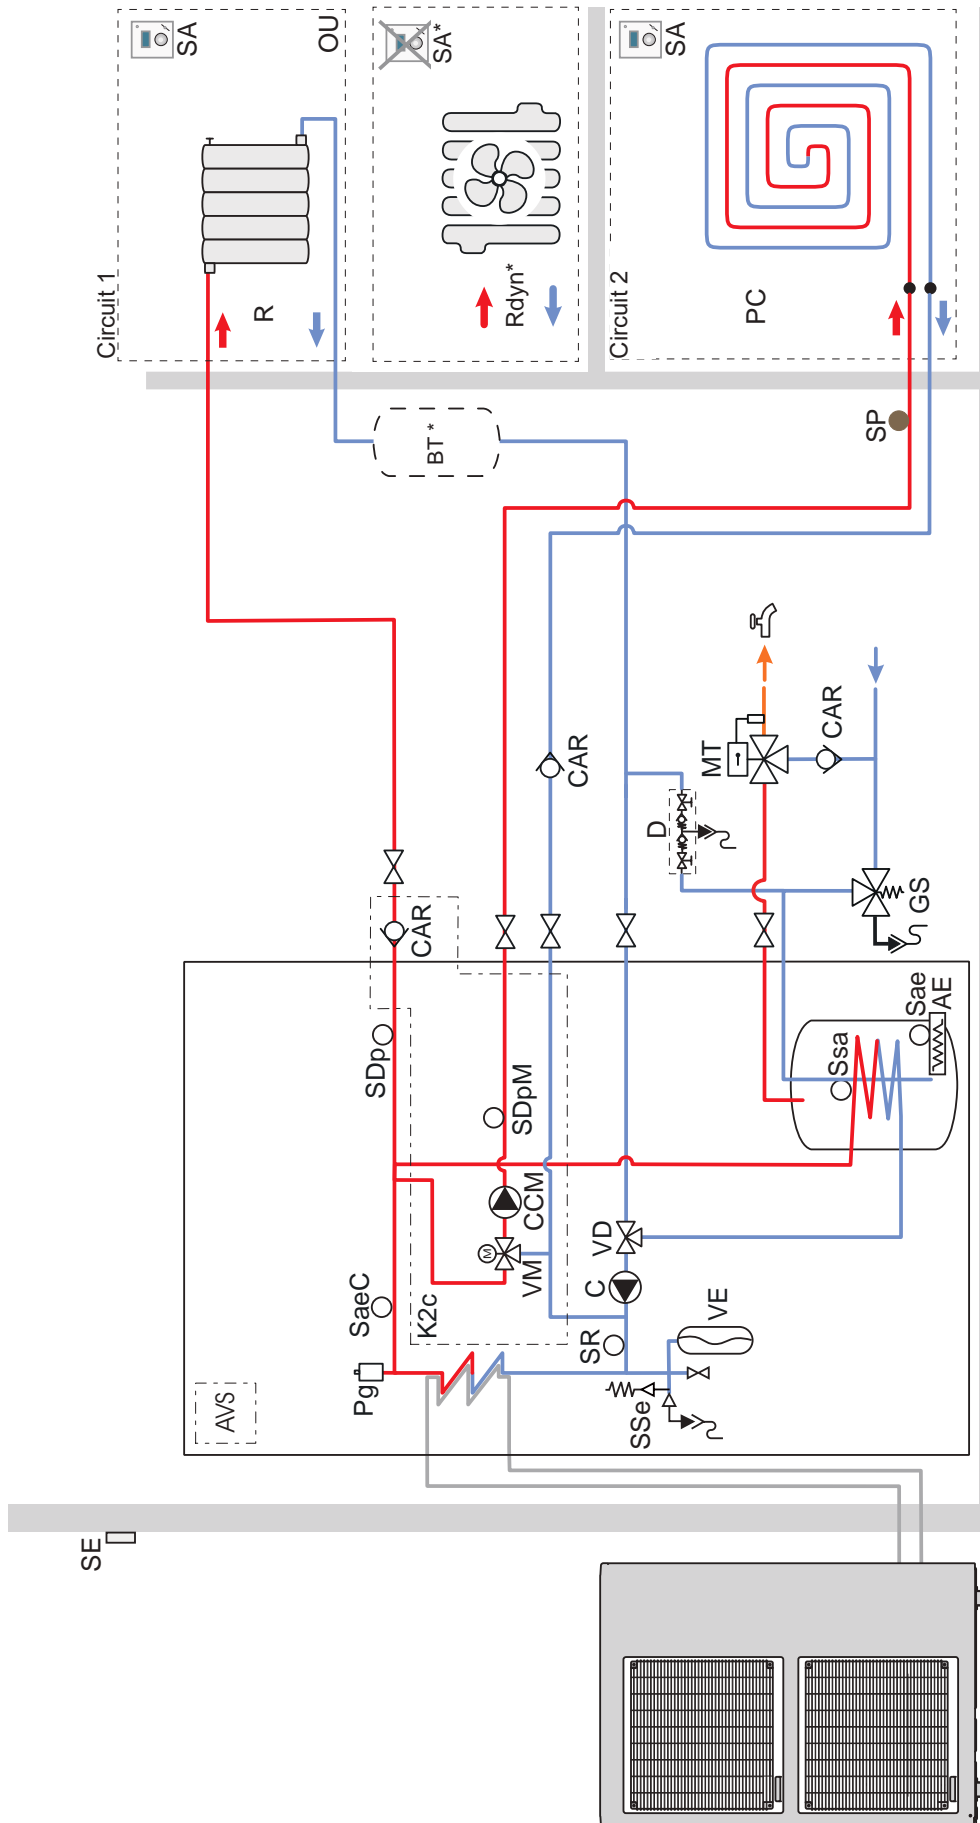 Circuit 1
SA
OU
R
SA*
Rdyn*
Circuit 2
SA
PC
BT *
SP
CAR
CAR
D
MT
CAR
GS
SDp
SDpM
Ssa
Sae
AE
SaeC
K2c
M
VM
CCM
VD
C
SR
VE
SSe
Pg
AVS
SE